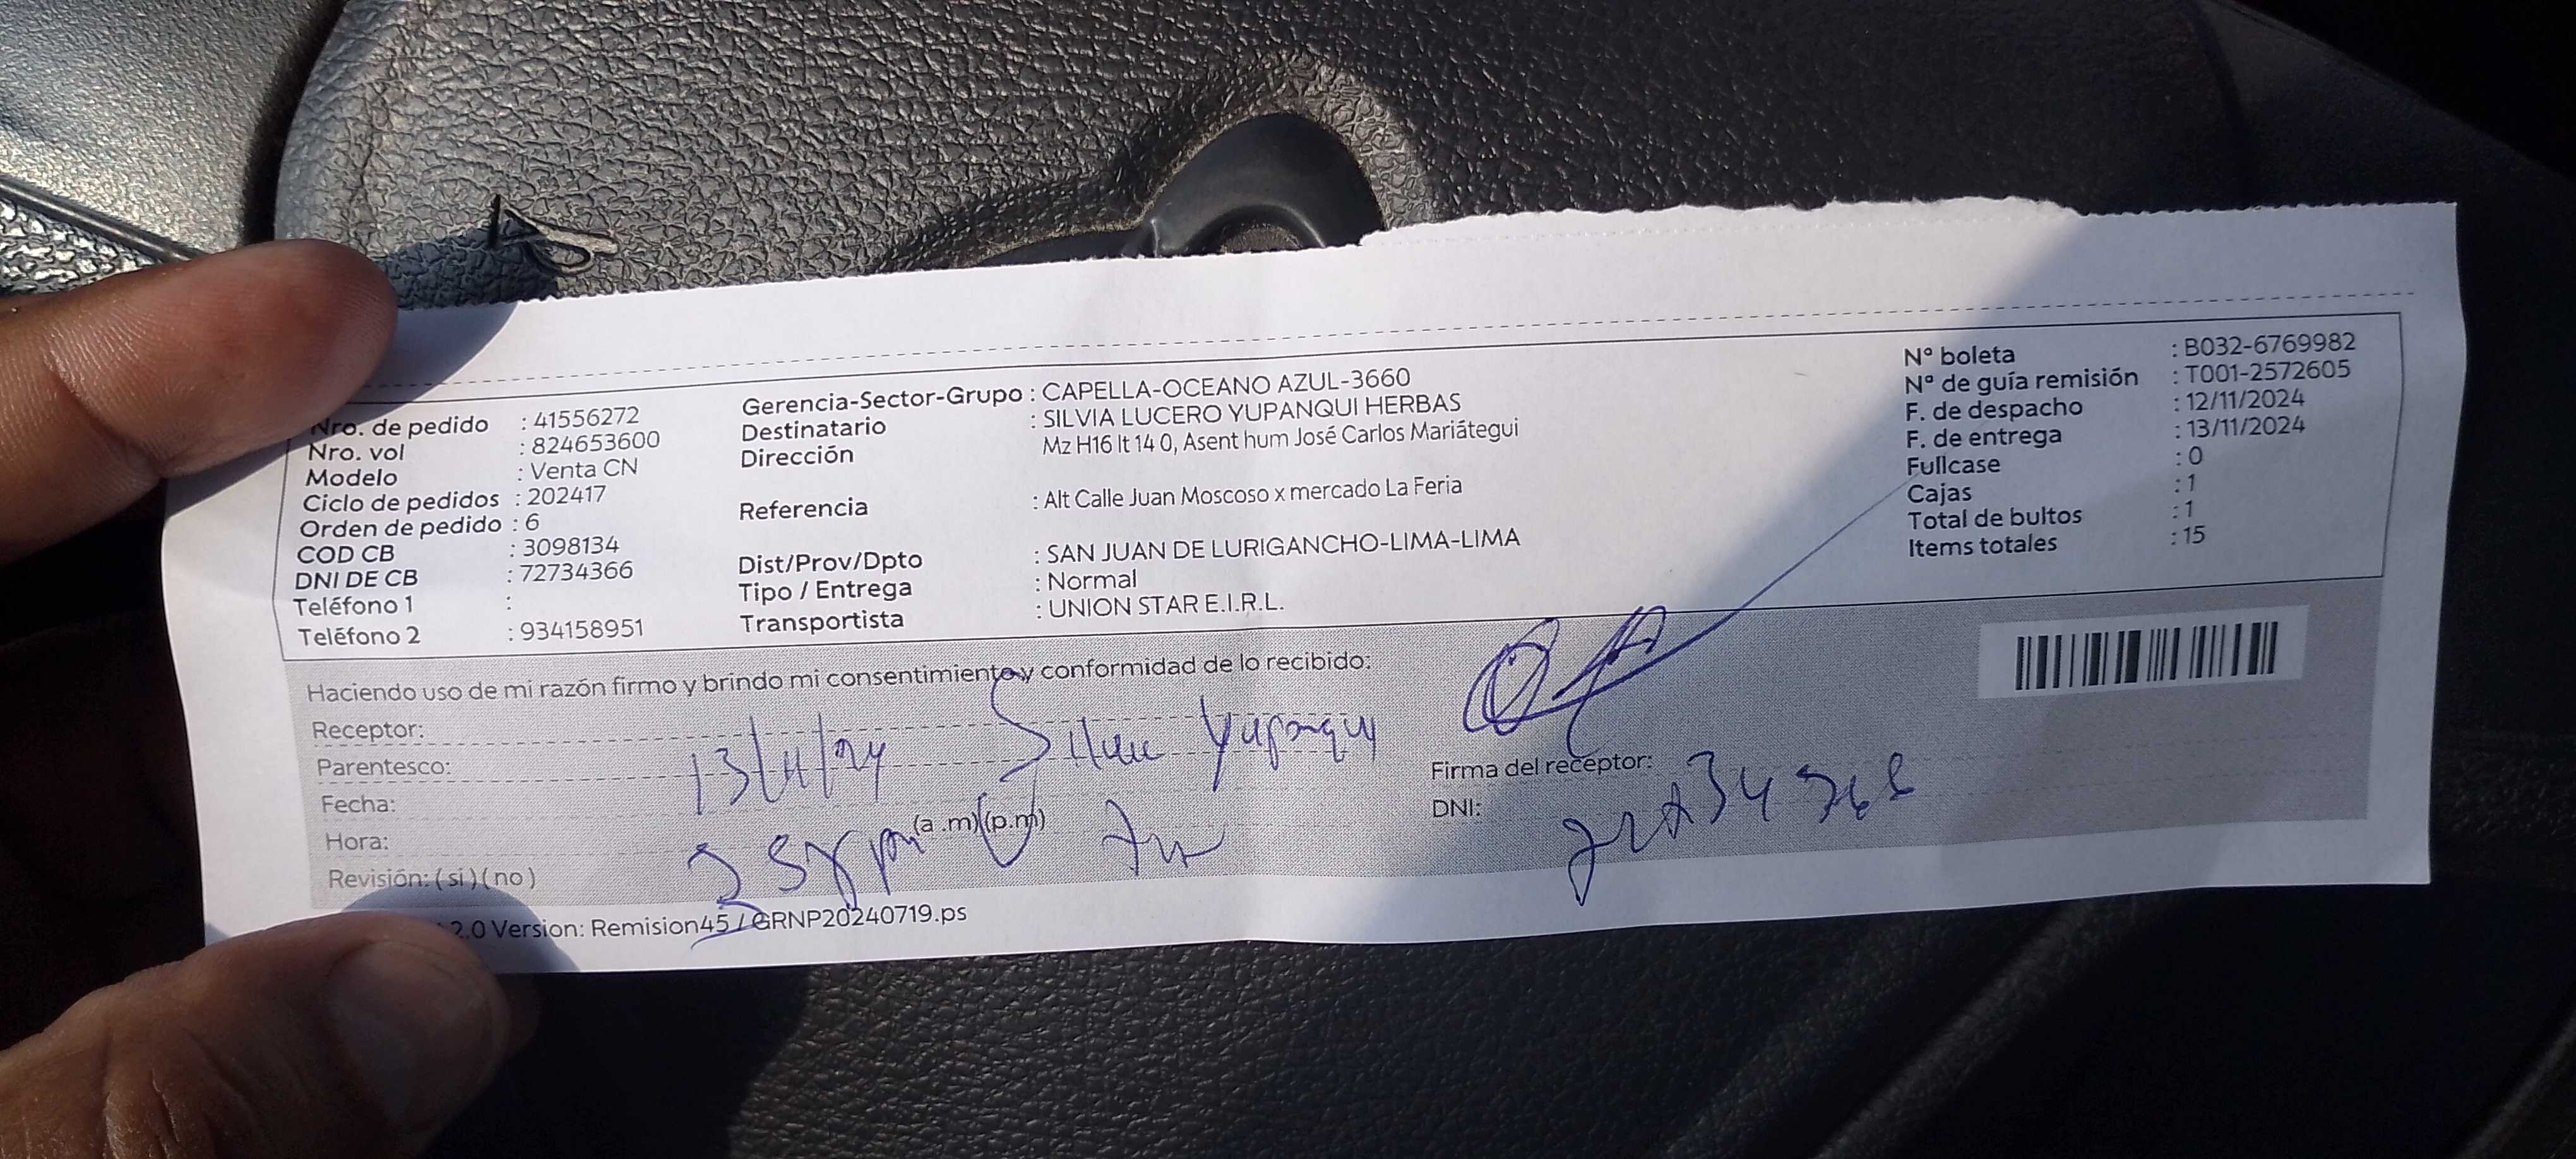 Nro. de pedido : 41556272
Nro. vol : 824653600
Modelo : Venta CN
Ciclo de pedidos : 202417
Orden de pedido : 6
COD CB : 3098134
DNI DE CB : 72734366
Teléfono 1 :
Teléfono 2 : 934158951
Gerencia-Sector-Grupo : CAPELLA-OCEANO AZUL-3660
Destinatario : SILVIA LUCERO YUPANQUI HERBAS
Dirección Mz H16 lt 14 0, Asent hum José Carlos Mariátegui
Referencia : Alt Calle Juan Moscoso x mercado La Feria
Dist/Prov/Dpto : SAN JUAN DE LURIGANCHO-LIMA-LIMA
Tipo / Entrega : Normal
Transportista : UNION STAR E.I.R.L.
Nº boleta : B032-6769982
Nº de guía remisión : T001-2572605
F. de despacho : 12/11/2024
F. de entrega : 13/11/2024
Fullcase : 0
Cajas : 1
Total de bultos : 1
Items totales : 15
Haciendo uso de mi razón firmo y brindo mi consentimiento y conformidad de lo recibido:
Receptor:
Parentesco: 13/11/24 Yupanqui
Fecha:
Hora: (a .m)(p.m)
Revisión: ( si ) ( no )
Firma del receptor:
DNI:
2.0 Version: Remision45 / GRNP20240719.ps